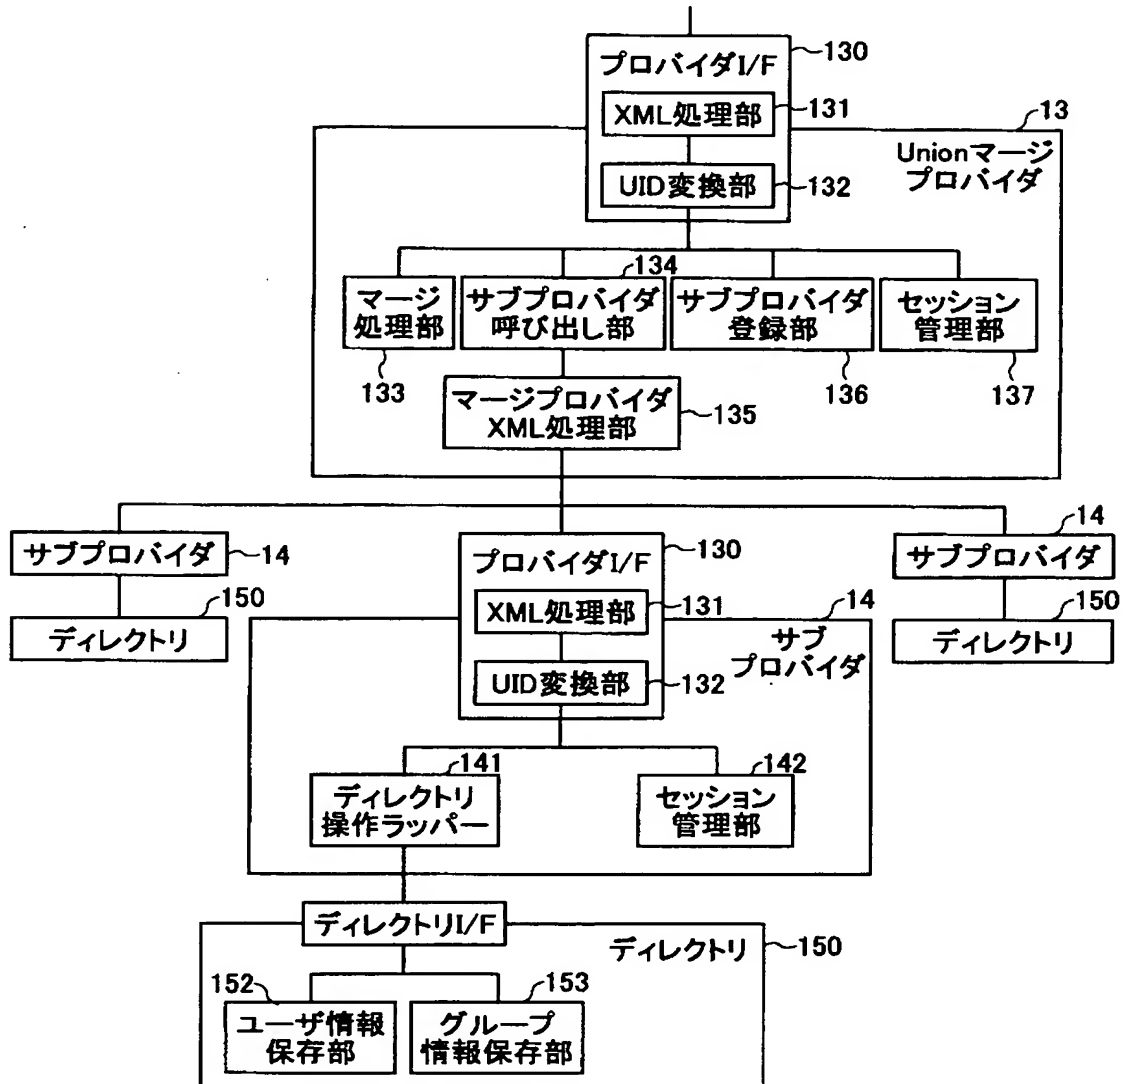 プロバイダI/F
130
XML処理部
131
13
Unionマージ
プロバイダ
UID変換部
132
マージ
処理部
133
134
サブプロバイダ
呼び出し部
サブプロバイダ
登録部
136
セッション
管理部
137
マージプロバイダ
XML処理部
135
サブプロバイダ
14
150
ディレクトリ
プロバイダI/F
130
XML処理部
131
UID変換部
132
14
サブ
プロバイダ
14
サブプロバイダ
150
ディレクトリ
141
ディレクトリ
操作ラッパー
142
セッション
管理部
ディレクトリI/F
ディレクトリ
150
152
ユーザ情報
保存部
153
グループ
情報保存部